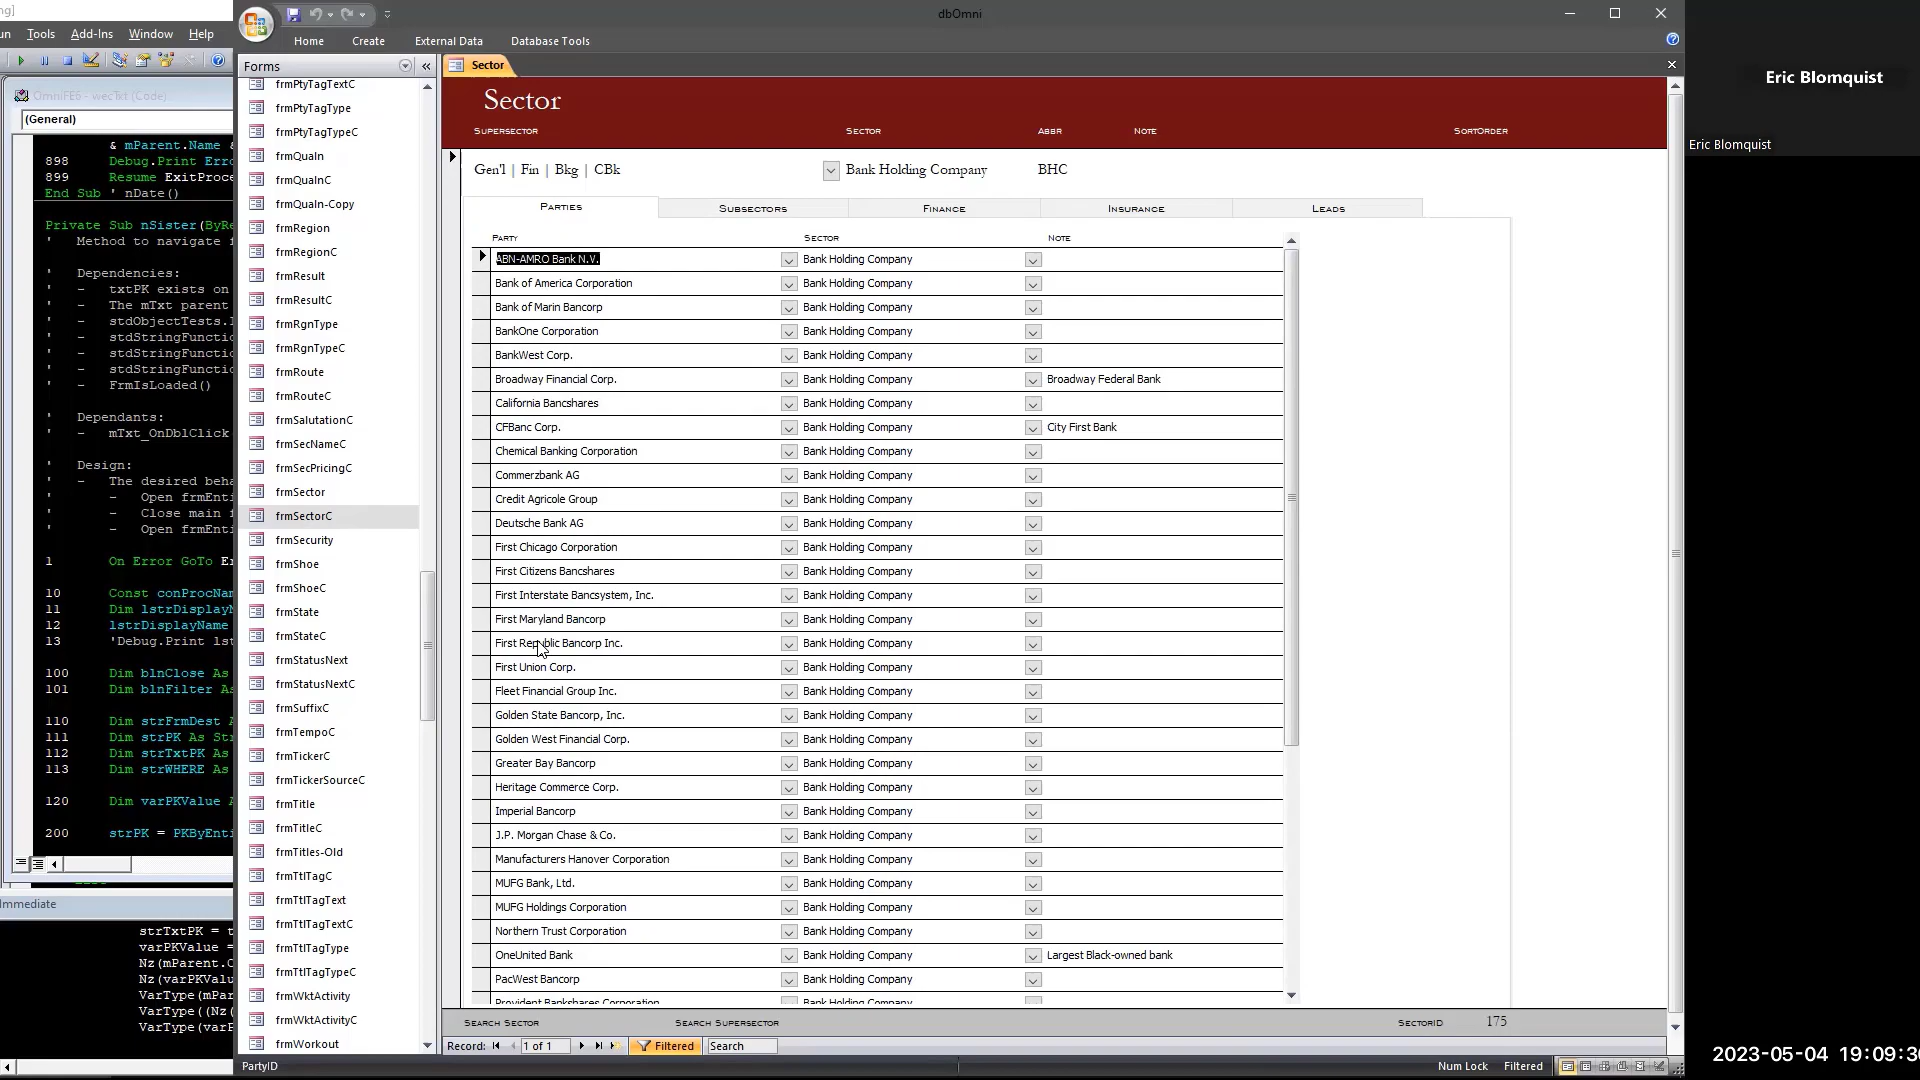 ng]
un Tools Add-Ins Window Help
OmniFE6 - wecTxt (Code)
(General)
& mParent.Name &
898 Debug.Print Erro
899 Resume ExitProce
End Sub ' nDate()
Private Sub nSister(ByRe
' Method to navigate f
' Dependencies:
' - txtPK exists on
' - The mTxt parent
' - stdObjectTests.I
' - stdStringFunctio
' - stdStringFunctio
' - stdStringFunctio
' - FrmIsLoaded()
' Dependants:
' - mTxt_OnDblClick
' Design:
' - The desired beha
' - Open frmEnti
' - Close main f
' - Open frmEnti
1 On Error GoTo Er
10 Const conProcNam
11 Dim lstrDisplayN
12 lstrDisplayName
13 'Debug.Print lst
100 Dim blnClose As
101 Dim blnFilter As
110 Dim strFrmDest A
111 Dim strPK As Str
112 Dim strTxtPK As
113 Dim strWHERE As
120 Dim varPKValue A
200 strPK = PKByEnti
Immediate
strTxtPK = t
varPKValue =
Nz(mParent.C
Nz(varPKValu
VarType(mPar
VarType((Nz(
VarType(varP
dbOmni
Home Create External Data Database Tools
Forms «
frmPtyTagTextC
frmPtyTagType
frmPtyTagTypeC
frmQualn
frmQualnC
frmQualn-Copy
frmRegion
frmRegionC
frmResult
frmResultC
frmRgnType
frmRgnTypeC
frmRoute
frmRouteC
frmSalutationC
frmSecNameC
frmSecPricingC
frmSector
frmSectorC
frmSecurity
frmShoe
frmShoeC
frmState
frmStateC
frmStatusNext
frmStatusNextC
frmSuffixC
frmTempoC
frmTickerC
frmTickerSourceC
frmTitle
frmTitleC
frmTitles-Old
frmTtlTagC
frmTtlTagText
frmTtlTagTextC
frmTtlTagType
frmTtlTagTypeC
frmWktActivity
frmWktActivityC
frmWorkout
Sector
Sector
Supersector Sector Abbr Note SortOrder
Gen'l | Fin | Bkg | CBk Bank Holding Company BHC
Parties Subsectors Finance Insurance Leads
Party Sector Note
ABN-AMRO Bank N.V. Bank Holding Company
Bank of America Corporation Bank Holding Company
Bank of Marin Bancorp Bank Holding Company
BankOne Corporation Bank Holding Company
BankWest Corp. Bank Holding Company
Broadway Financial Corp. Bank Holding Company Broadway Federal Bank
California Bancshares Bank Holding Company
CFBanc Corp. Bank Holding Company City First Bank
Chemical Banking Corporation Bank Holding Company
Commerzbank AG Bank Holding Company
Credit Agricole Group Bank Holding Company
Deutsche Bank AG Bank Holding Company
First Chicago Corporation Bank Holding Company
First Citizens Bancshares Bank Holding Company
First Interstate Bancsystem, Inc. Bank Holding Company
First Maryland Bancorp Bank Holding Company
First Republic Bancorp Inc. Bank Holding Company
First Union Corp. Bank Holding Company
Fleet Financial Group Inc. Bank Holding Company
Golden State Bancorp, Inc. Bank Holding Company
Golden West Financial Corp. Bank Holding Company
Greater Bay Bancorp Bank Holding Company
Heritage Commerce Corp. Bank Holding Company
Imperial Bancorp Bank Holding Company
J.P. Morgan Chase & Co. Bank Holding Company
Manufacturers Hanover Corporation Bank Holding Company
MUFG Bank, Ltd. Bank Holding Company
MUFG Holdings Corporation Bank Holding Company
Northern Trust Corporation Bank Holding Company
OneUnited Bank Bank Holding Company Largest Black-owned bank
PacWest Bancorp Bank Holding Company
Provident Bankshares Corporation Bank Holding Company
Search Sector Search Supersector SectorID 175
Record: 1 of 1 Filtered Search
PartyID Num Lock Filtered
Eric Blomquist
Eric Blomquist
2023-05-04 19:09:3